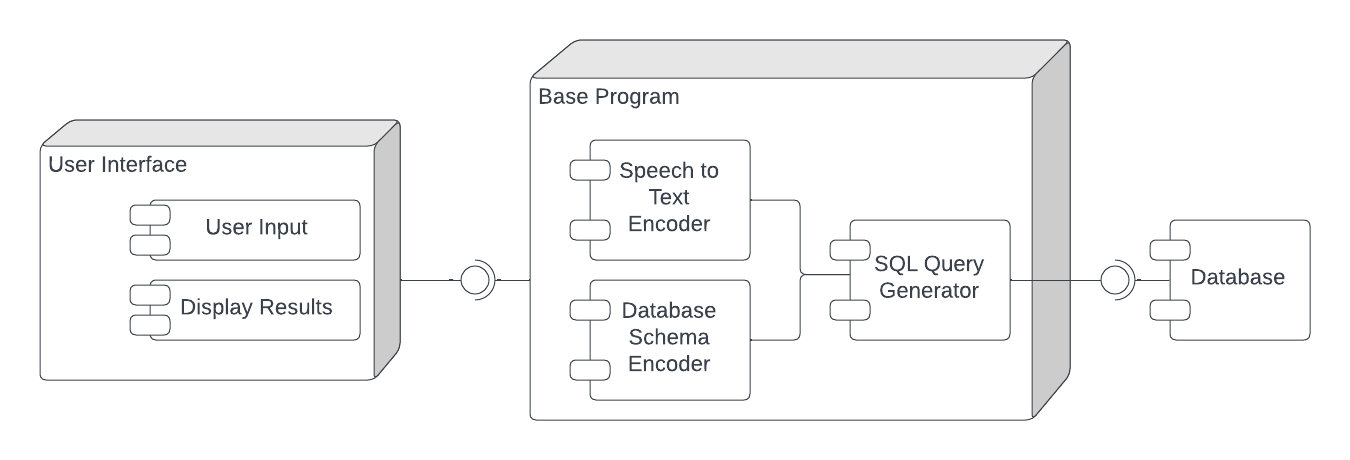 User Interface
User Input
Display Results
Base Program
Speech to
Text
Encoder
Database
Schema
Encoder
SQL Query
Generator
Database